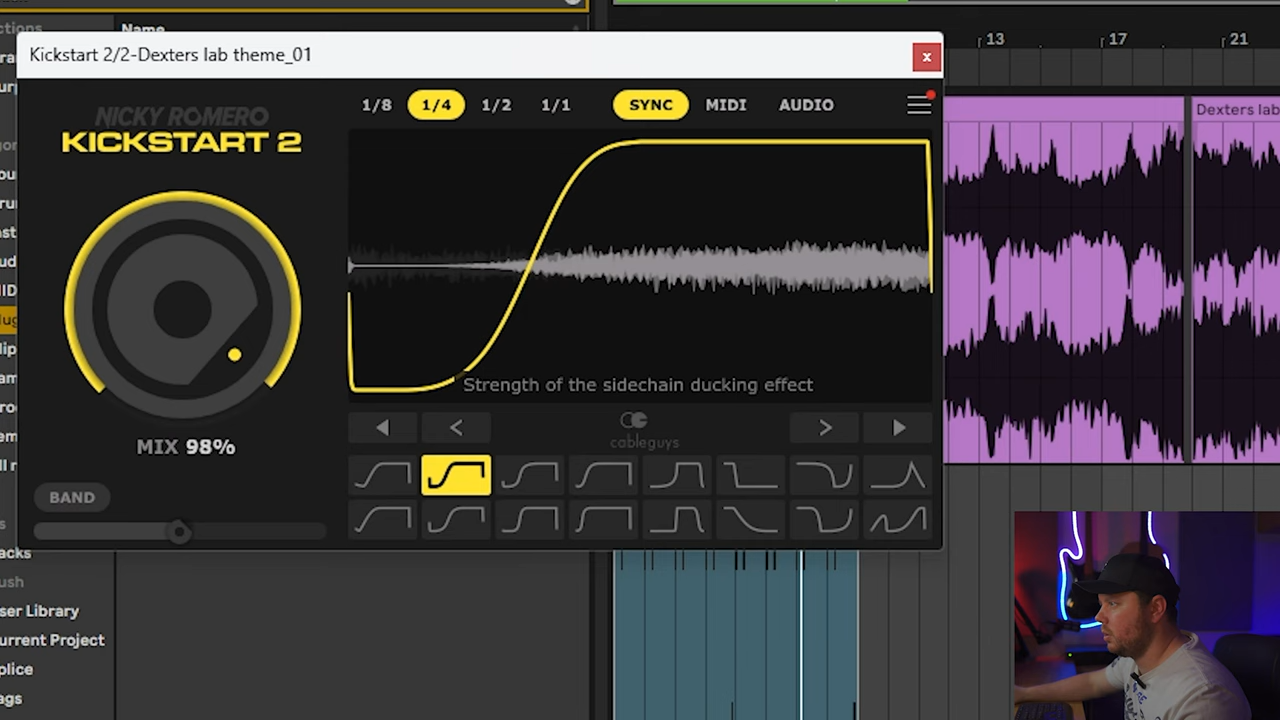 Name
Kickstart 2/2-Dexters lab theme_01
x
13
17
21
NICKY ROMERO
KICKSTART 2
1/8
1/4
1/2
1/1
SYNC
MIDI
AUDIO
Dexters lab
Strength of the sidechain ducking effect
MIX 98%
cableguys
BAND
ser Library
urrent Project
plice
ags
acks
ush